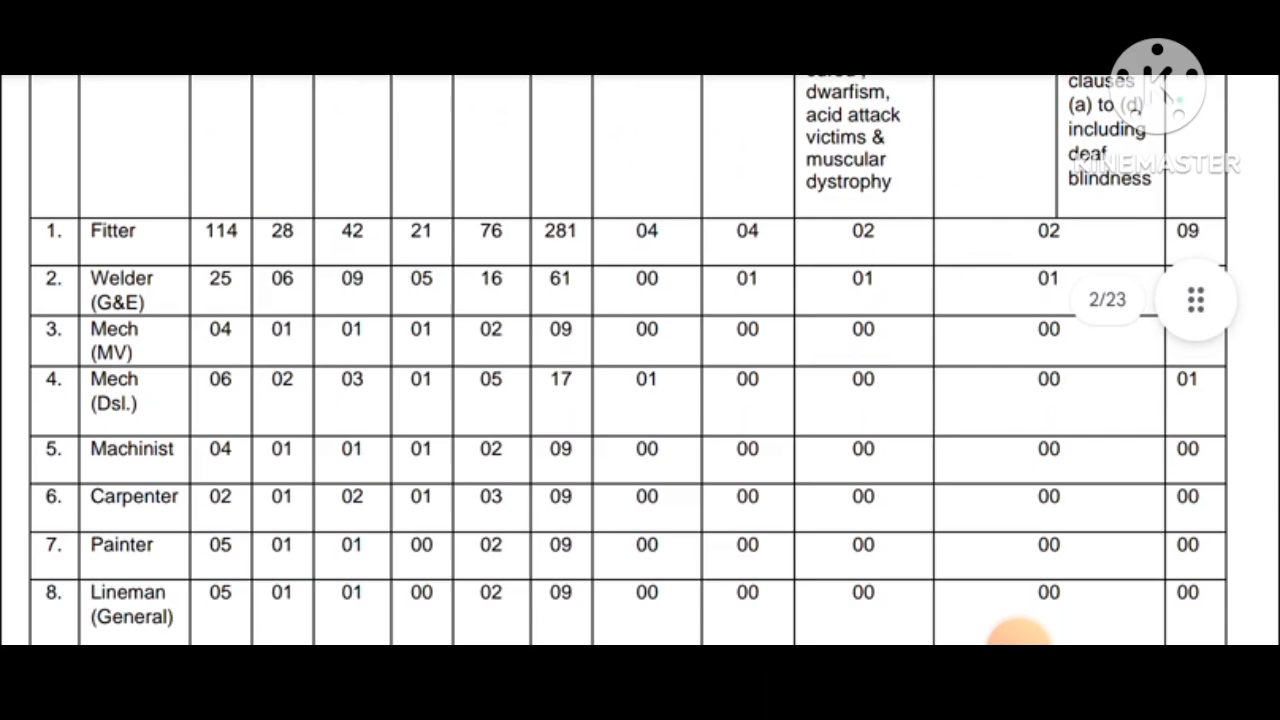 dwarfism,
acid attack
victims &
muscular
dystrophy
clauses
(a) to (d)
including
deaf
blindness
KINEMASTER
1. Fitter 114 28 42 21 76 281 04 04 02 02 09
2. Welder 25 06 09 05 16 61 00 01 01 01
(G&E)
2/23
3. Mech 04 01 01 01 02 09 00 00 00 00
(MV)
4. Mech 06 02 03 01 05 17 01 00 00 00 01
(Dsl.)
5. Machinist 04 01 01 01 02 09 00 00 00 00 00
6. Carpenter 02 01 02 01 03 09 00 00 00 00 00
7. Painter 05 01 01 00 02 09 00 00 00 00 00
8. Lineman 05 01 01 00 02 09 00 00 00 00 00
(General)